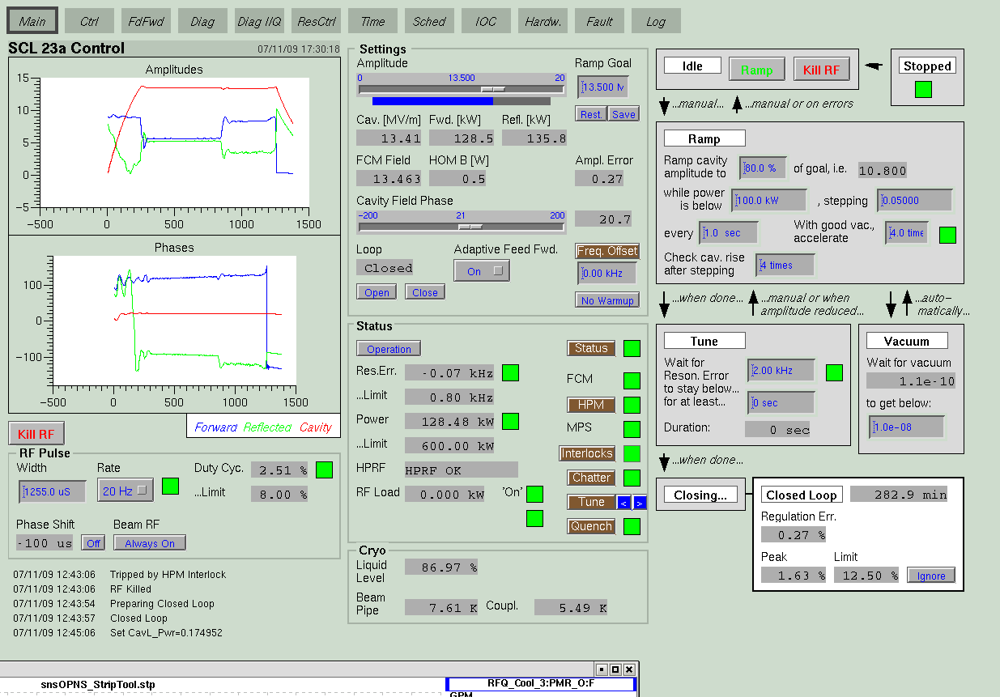 Main Ctrl FdFwd Diag Diag I/Q ResCtrl Time Sched IOC Hardw. Fault Log
SCL 23a Control 07/11/09 17:30:18
Amplitudes
15
10
5
0
-5
-500 0 500 1000 1500
Phases
100
0
-100
-500 0 500 1000 1500
Forward Reflected Cavity
Kill RF
RF Pulse
Width Rate Duty Cyc. 2.51 %
1255.0 uS 20 Hz ...Limit 8.00 %
Phase Shift Beam RF
-100 us Off Always On
07/11/09 12:43:06 Tripped by HPM Interlock
07/11/09 12:43:06 RF Killed
07/11/09 12:43:54 Preparing Closed Loop
07/11/09 12:43:57 Closed Loop
07/11/09 12:45:06 Set CavL_Pwr=0.174952
Settings
Amplitude Ramp Goal
0 13.500 20
13.500 M
Rest. Save
Cav. [MV/m] Fwd. [kW] Refl. [kW]
13.41 128.5 135.8
FCM Field HOM B [W] Ampl. Error
13.463 0.5 0.27
Cavity Field Phase
-200 21 200
20.7
Loop Adaptive Feed Fwd. Freq. Offset
Closed On 0.00 kHz
Open Close No Warmup
Status
Operation Status
Res.Err. -0.07 kHz FCM
...Limit 0.80 kHz HPM
Power 128.48 kW MPS
...Limit 600.00 kW Interlocks
HPRF HPRF OK Chatter
RF Load 0.000 kW 'On' Tune < >
Quench
Cryo
Liquid
Level 86.97 %
Beam
Pipe 7.61 K Coupl. 5.49 K
Idle Ramp Kill RF Stopped
...manual... ...manual or on errors
Ramp
Ramp cavity
amplitude to 80.0 % of goal, i.e. 10.800
while power
is below 100.0 kW , stepping 0.05000
every 1.0 sec With good vac.,
accelerate 4.0 time
Check cav. rise
after stepping 4 times
...when done... ...manual or when
amplitude reduced... ...auto-
matically...
Tune
Wait for
Reson. Error
to stay below...
for at least...
2.00 kHz
0 sec
Duration: 0 sec
Vacuum
Wait for vacuum
1.1e-10
to get below:
1.0e-08
...when done...
Closing... Closed Loop 282.9 min
Regulation Err.
0.27 %
Peak Limit
1.63 % 12.50 % Ignore
snsOPNS_StripTool.stp RFQ_Cool_3:PMR_O:F
GPM